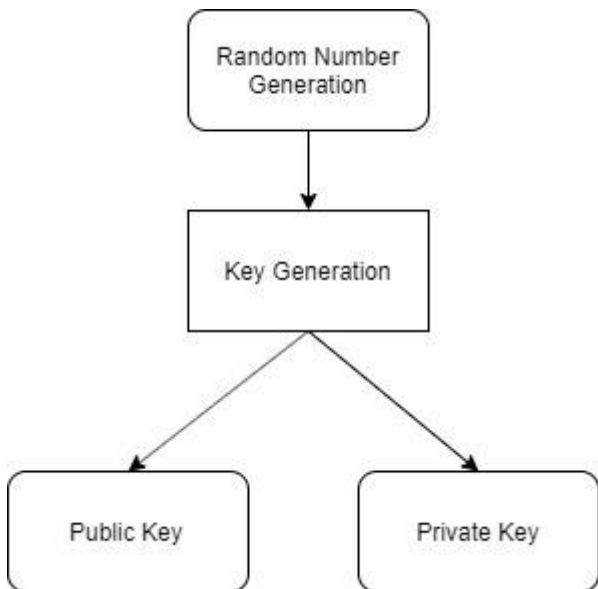 Random Number
Generation
Key Generation
Public Key
Private Key